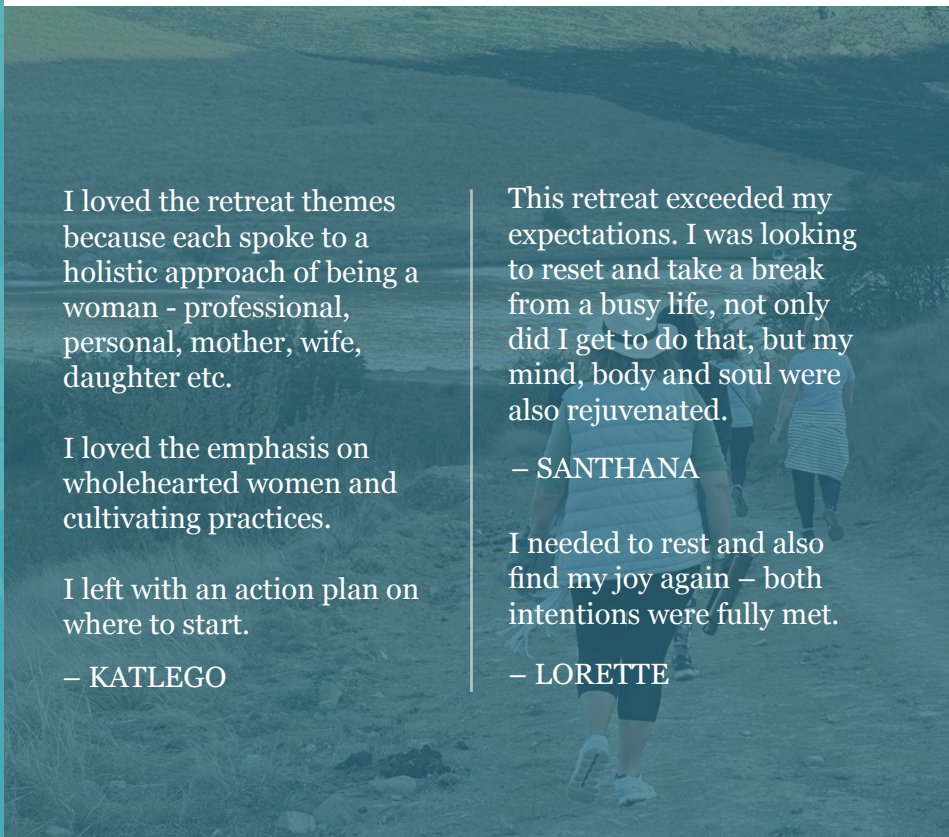 I loved the retreat themes
because each spoke to a
holistic approach of being a
woman - professional,
personal, mother, wife,
daughter etc.
I loved the emphasis on
wholehearted women and
cultivating practices.
I left with an action plan on
where to start.
– KATLEGO
This retreat exceeded my
expectations. I was looking
to reset and take a break
from a busy life, not only
did I get to do that, but my
mind, body and soul were
also rejuvenated.
– SANTHANA
I needed to rest and also
find my joy again – both
intentions were fully met.
– LORETTE